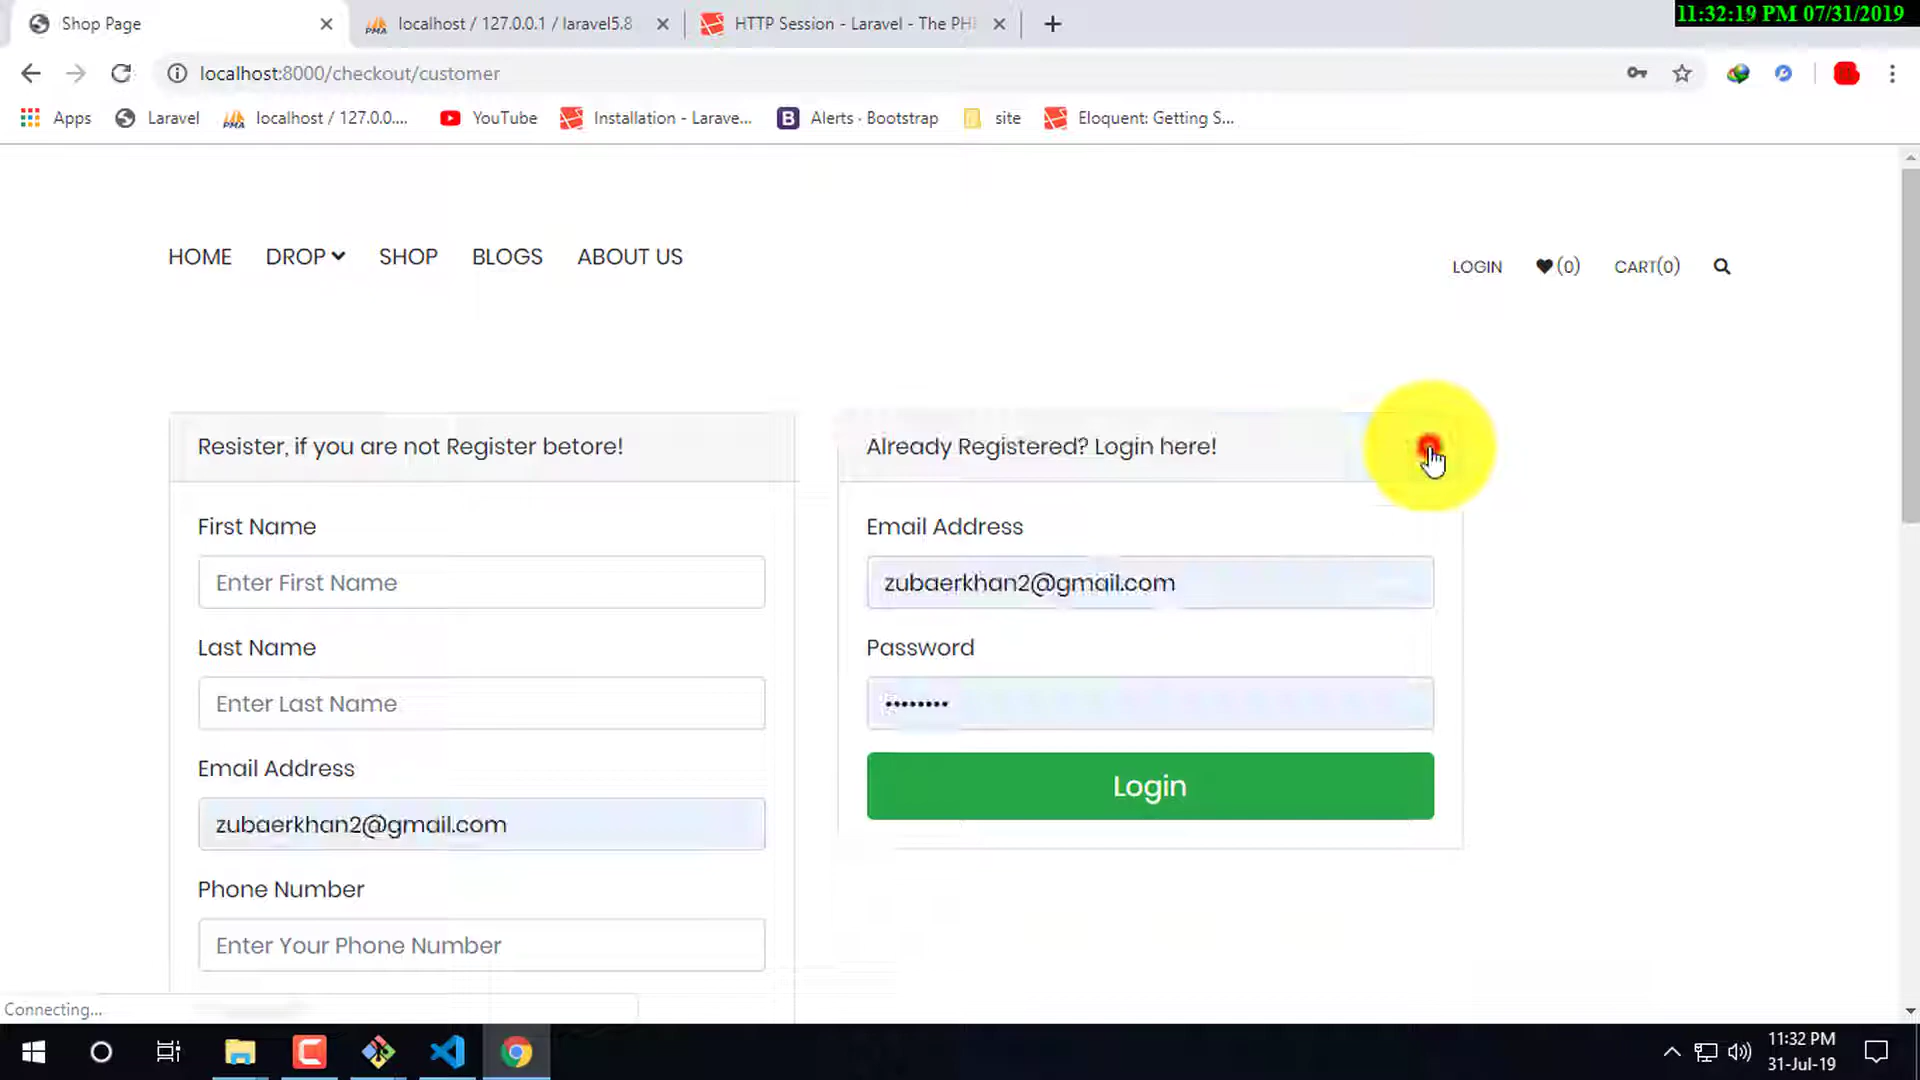 11:32:19 PM 07/31/2019
Shop Page
localhost / 127.0.0.1 / laravel5.8
HTTP Session - Laravel - The PH
localhost:8000/checkout/customer
Apps
Laravel
localhost / 127.0.0....
YouTube
Installation - Larave...
B
Alerts · Bootstrap
site
Eloquent: Getting S...
HOME
DROP
SHOP
BLOGS
ABOUT US
LOGIN
(0)
CART(0)
Resister, if you are not Register betore!
First Name
Enter First Name
Last Name
Enter Last Name
Email Address
zubaerkhan2@gmail.com
Phone Number
Enter Your Phone Number
Already Registered? Login here!
Email Address
zubaerkhan2@gmail.com
Password
••••••••
Login
Connecting...
11:32 PM
31-Jul-19